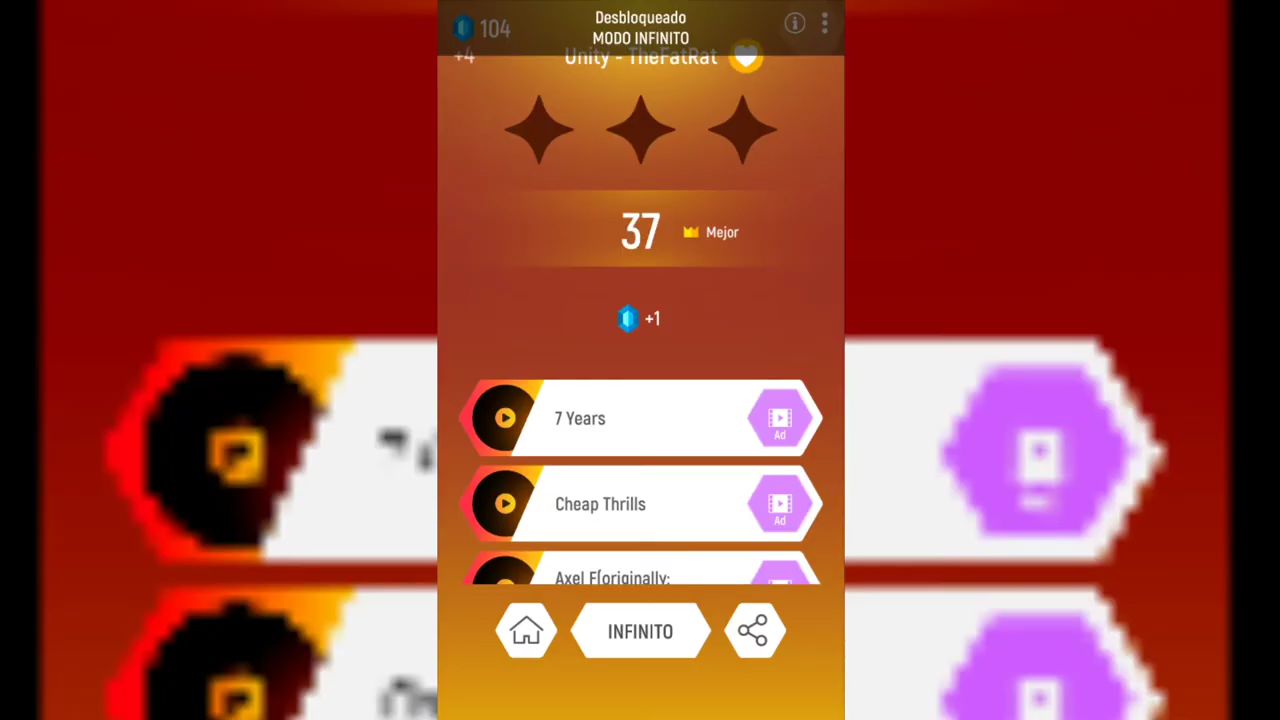 Desbloqueado
104
MODO INFINITO
+4
Unity - TheFatRat
37
Mejor
+1
7 Years
Ad
Cheap Thrills
Ad
Axel F(originally:
INFINITO